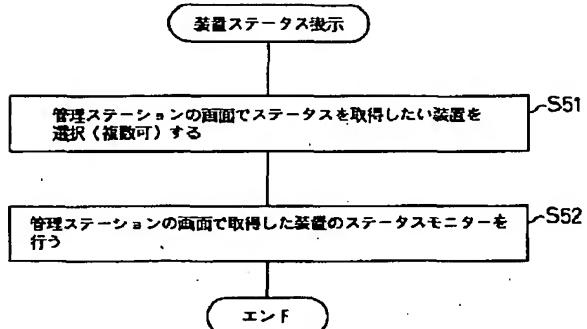 装置ステータス表示
管理ステーションの画面でステータスを取得したい装置を
選択（複数可）する
S51
管理ステーションの画面で取得した装置のステータスモニターを
行う
S52
エンド